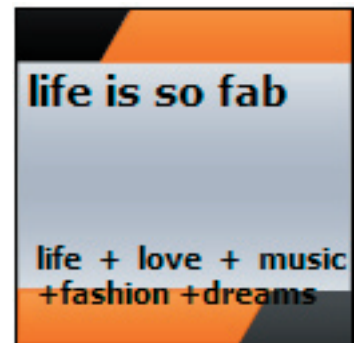 life is so fab
life + love + music
+fashion +dreams